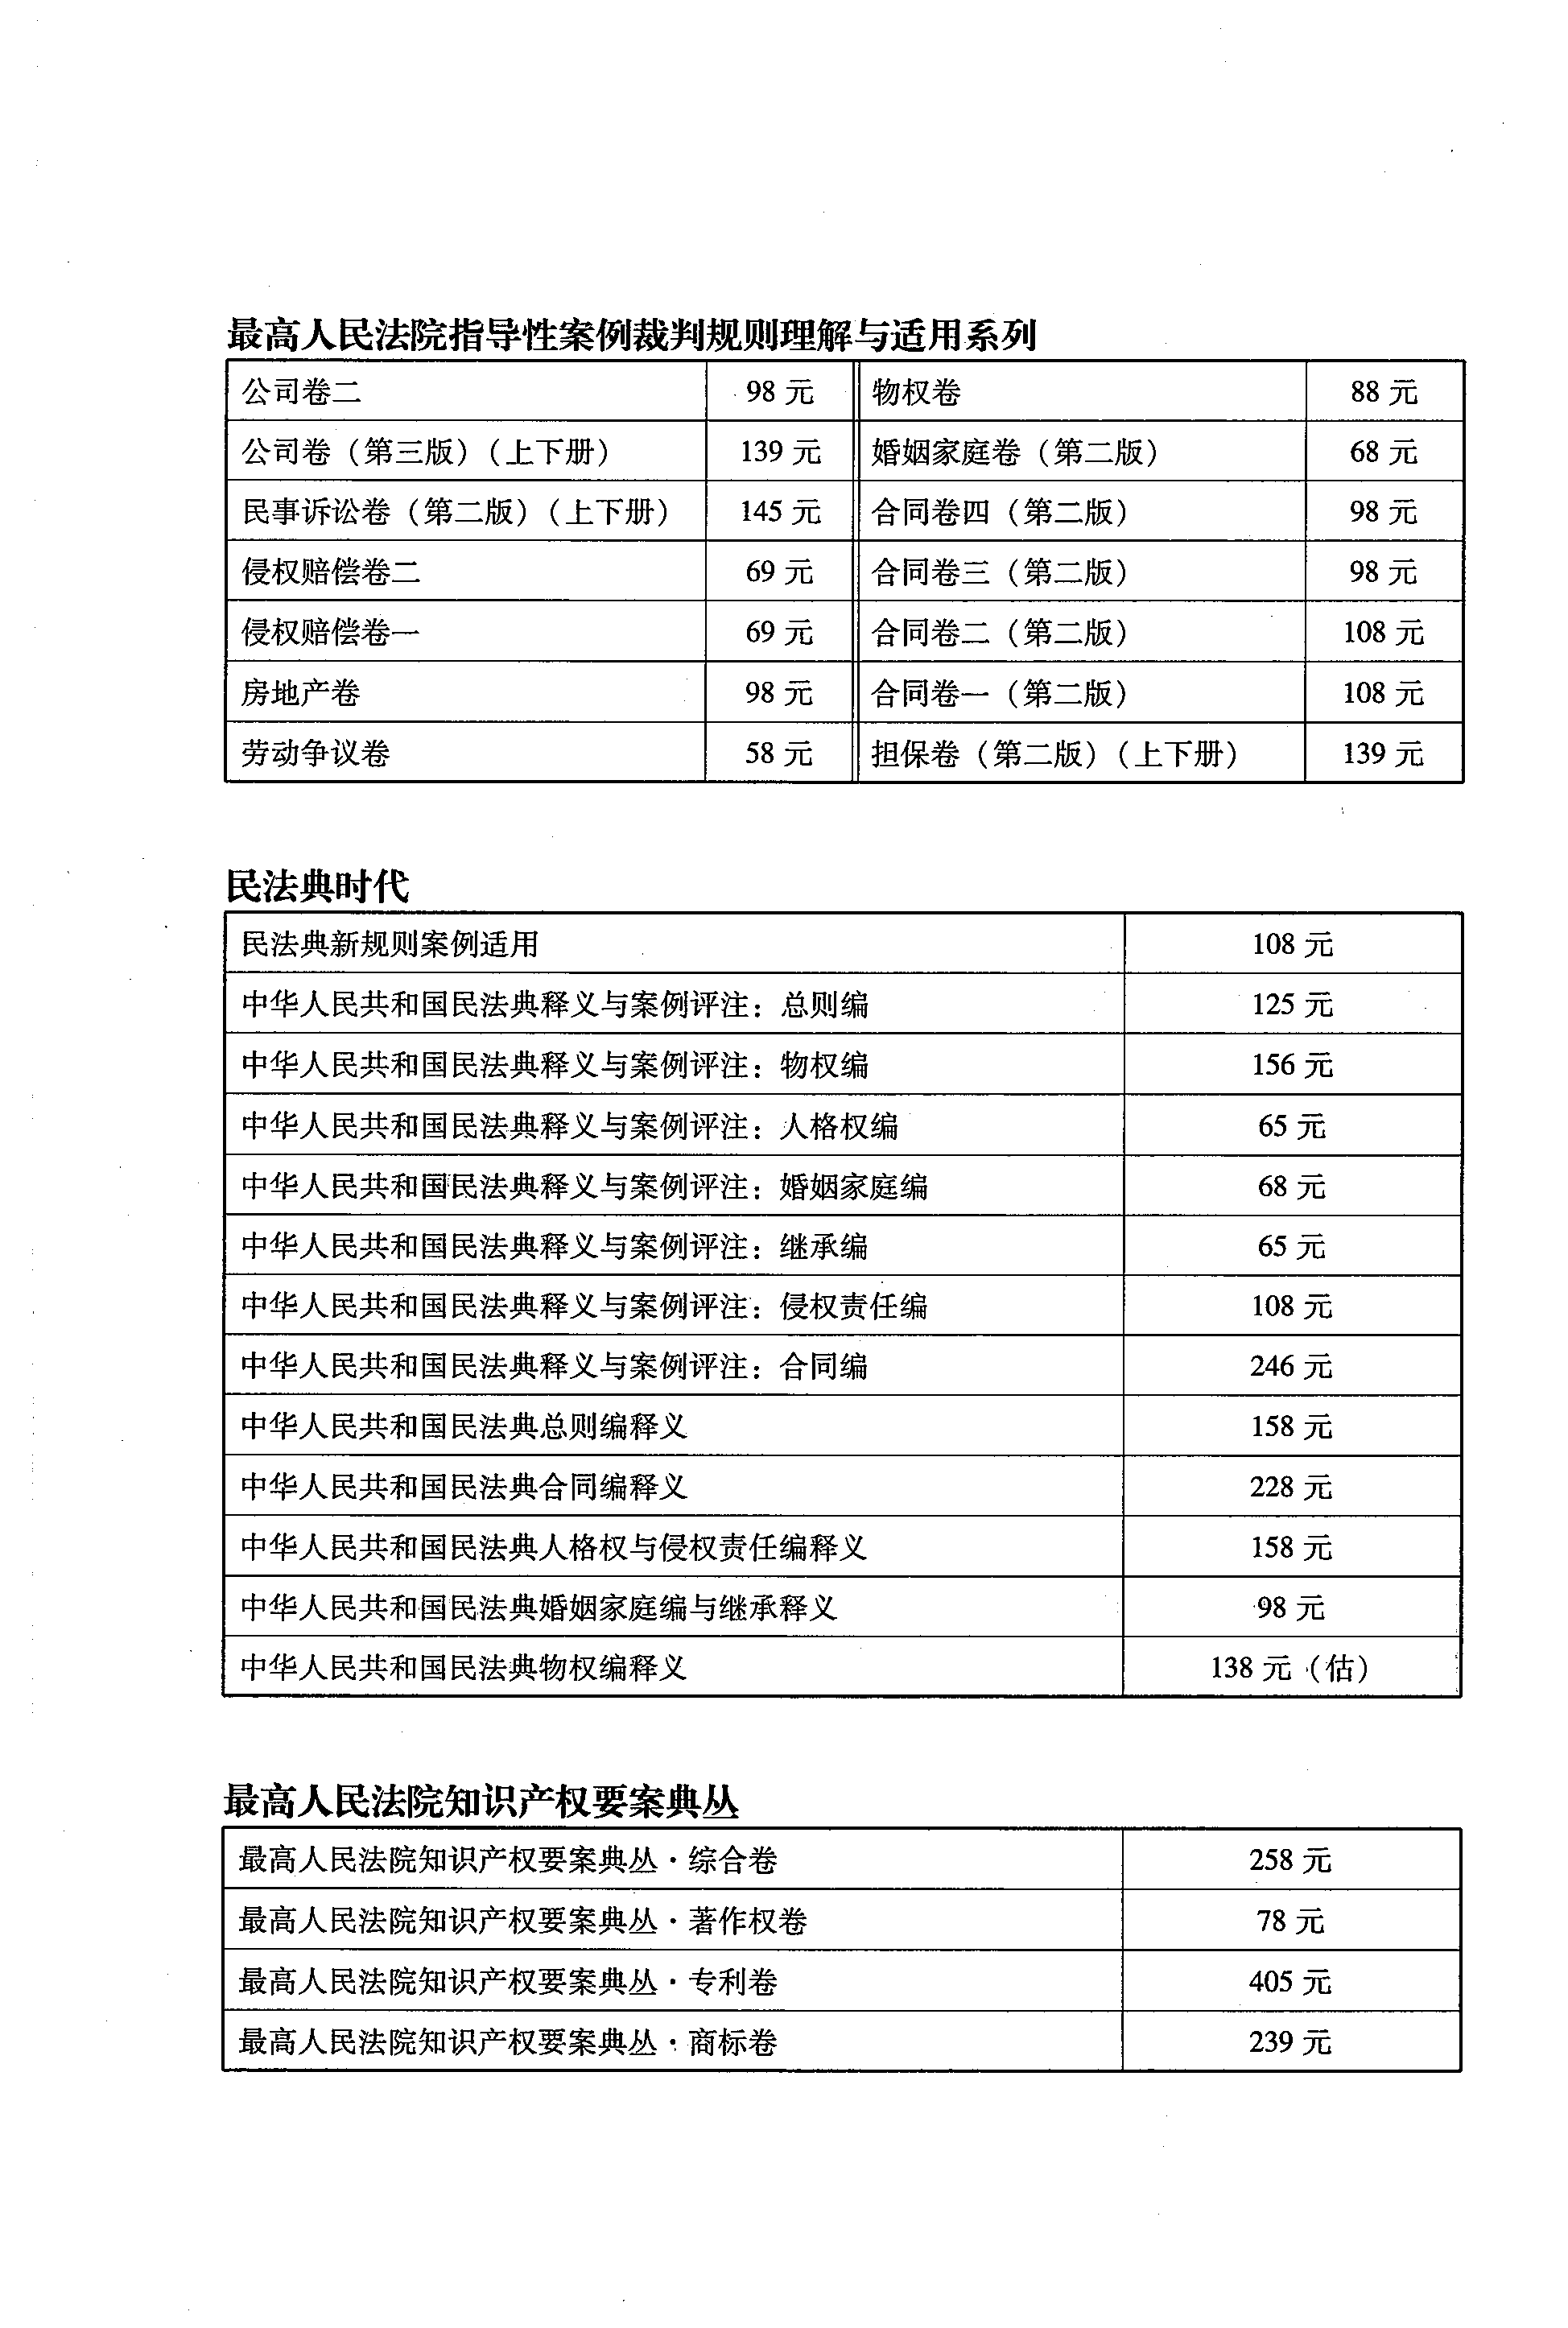 最高人民法院指导性案例裁判规则理解与适用系列
公司卷二 98 元 物权卷 88 元
公司卷（第三版）（上下册） 139 元 婚姻家庭卷（第二版） 68 元
民事诉讼卷（第二版）（上下册） 145 元 合同卷四（第二版） 98 元
侵权赔偿卷二 69 元 合同卷三（第二版） 98 元
侵权赔偿卷一 69 元 合同卷二（第二版） 108 元
房地产卷 98 元 合同卷一（第二版） 108 元
劳动争议卷 58 元 担保卷（第二版）（上下册） 139 元
民法典时代
民法典新规则案例适用 108 元
中华人民共和国民法典释义与案例评注：总则编 125 元
中华人民共和国民法典释义与案例评注：物权编 156 元
中华人民共和国民法典释义与案例评注：人格权编 65 元
中华人民共和国民法典释义与案例评注：婚姻家庭编 68 元
中华人民共和国民法典释义与案例评注：继承编 65 元
中华人民共和国民法典释义与案例评注：侵权责任编 108 元
中华人民共和国民法典释义与案例评注：合同编 246 元
中华人民共和国民法典总则编释义 158 元
中华人民共和国民法典合同编释义 228 元
中华人民共和国民法典人格权与侵权责任编释义 158 元
中华人民共和国民法典婚姻家庭编与继承释义 98 元
中华人民共和国民法典物权编释义 138 元（估）
最高人民法院知识产权要案典丛
最高人民法院知识产权要案典丛·综合卷 258 元
最高人民法院知识产权要案典丛·著作权卷 78 元
最高人民法院知识产权要案典丛·专利卷 405 元
最高人民法院知识产权要案典丛·商标卷 239 元